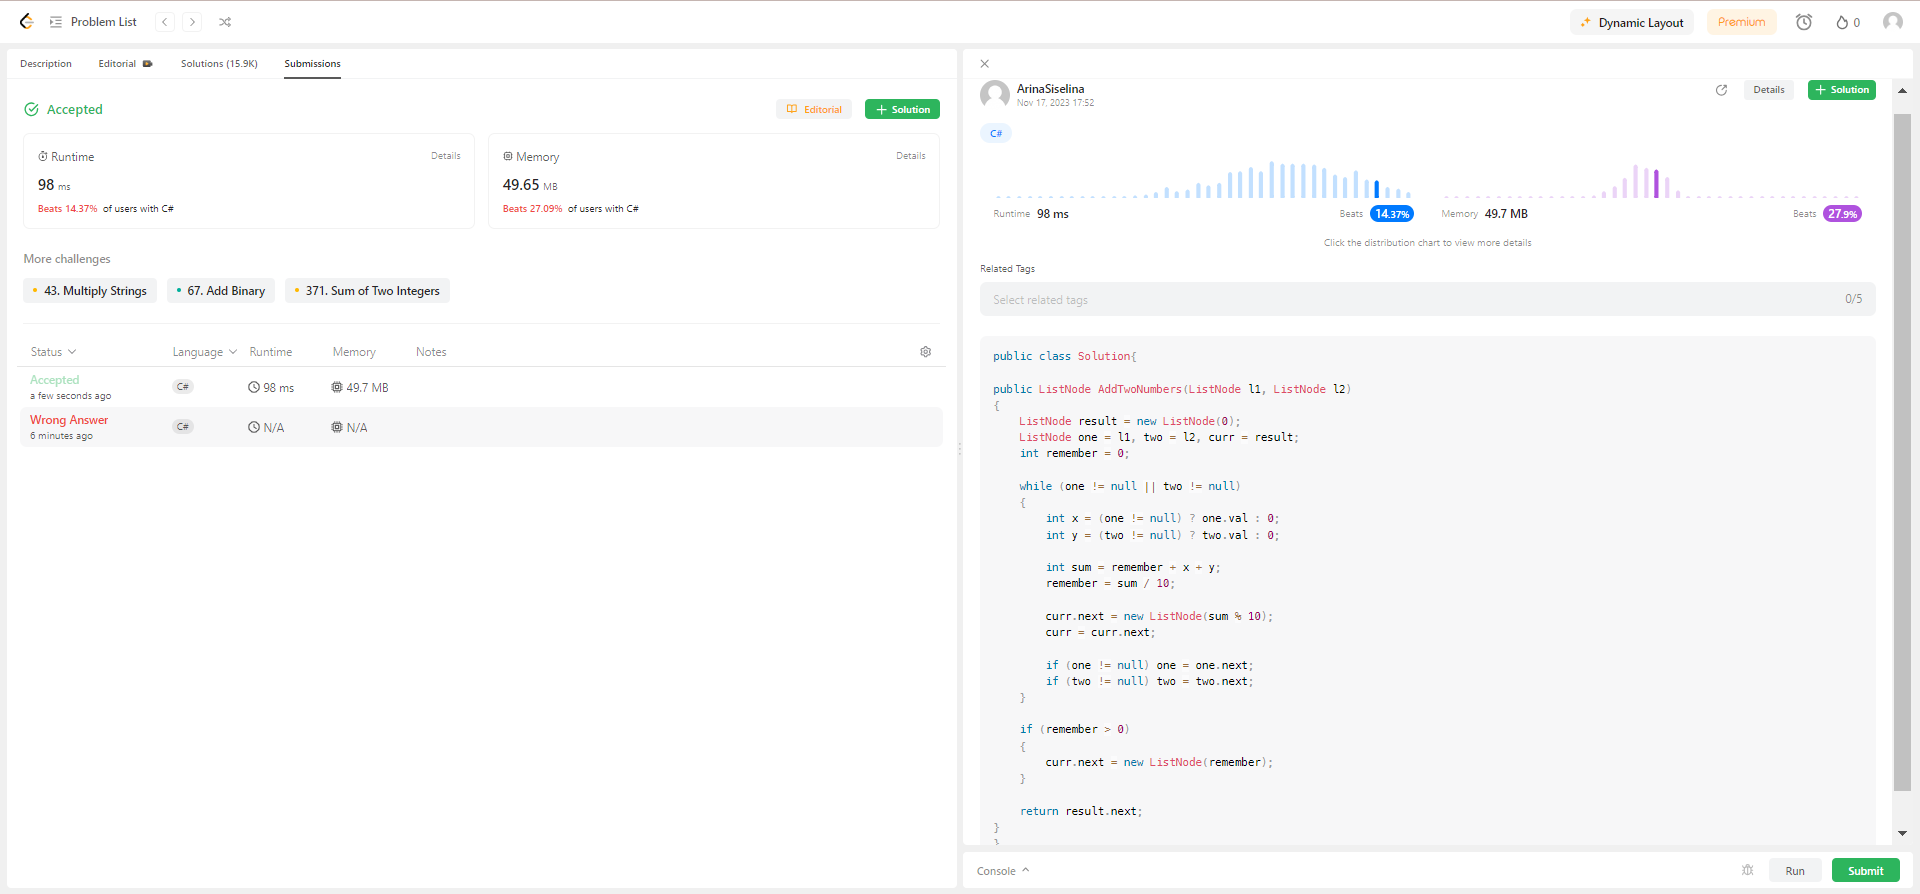 Problem List
Dynamic Layout
Premium
0
Description
Editorial
Solutions (15.9K)
Submissions
Accepted
Editorial
Solution
Runtime
Details
98 ms
Beats 14.37% of users with C#
Memory
Details
49.65 MB
Beats 27.09% of users with C#
More challenges
43. Multiply Strings
67. Add Binary
371. Sum of Two Integers
Status
Language
Runtime
Memory
Notes
Accepted
a few seconds ago
C#
98 ms
49.7 MB
Wrong Answer
6 minutes ago
C#
N/A
N/A
ArinaSiselina
Nov 17, 2023 17:52
Details
Solution
C#
Runtime 98 ms
Beats 14.37%
Memory 49.7 MB
Beats 27.9%
Click the distribution chart to view more details
Related Tags
Select related tags
0/5
public class Solution{
public ListNode AddTwoNumbers(ListNode l1, ListNode l2)
{
ListNode result = new ListNode(0);
ListNode one = l1, two = l2, curr = result;
int remember = 0;
while (one != null || two != null)
{
int x = (one != null) ? one.val : 0;
int y = (two != null) ? two.val : 0;
int sum = remember + x + y;
remember = sum / 10;
curr.next = new ListNode(sum % 10);
curr = curr.next;
if (one != null) one = one.next;
if (two != null) two = two.next;
}
if (remember > 0)
{
curr.next = new ListNode(remember);
}
return result.next;
}
}
Console
Run
Submit